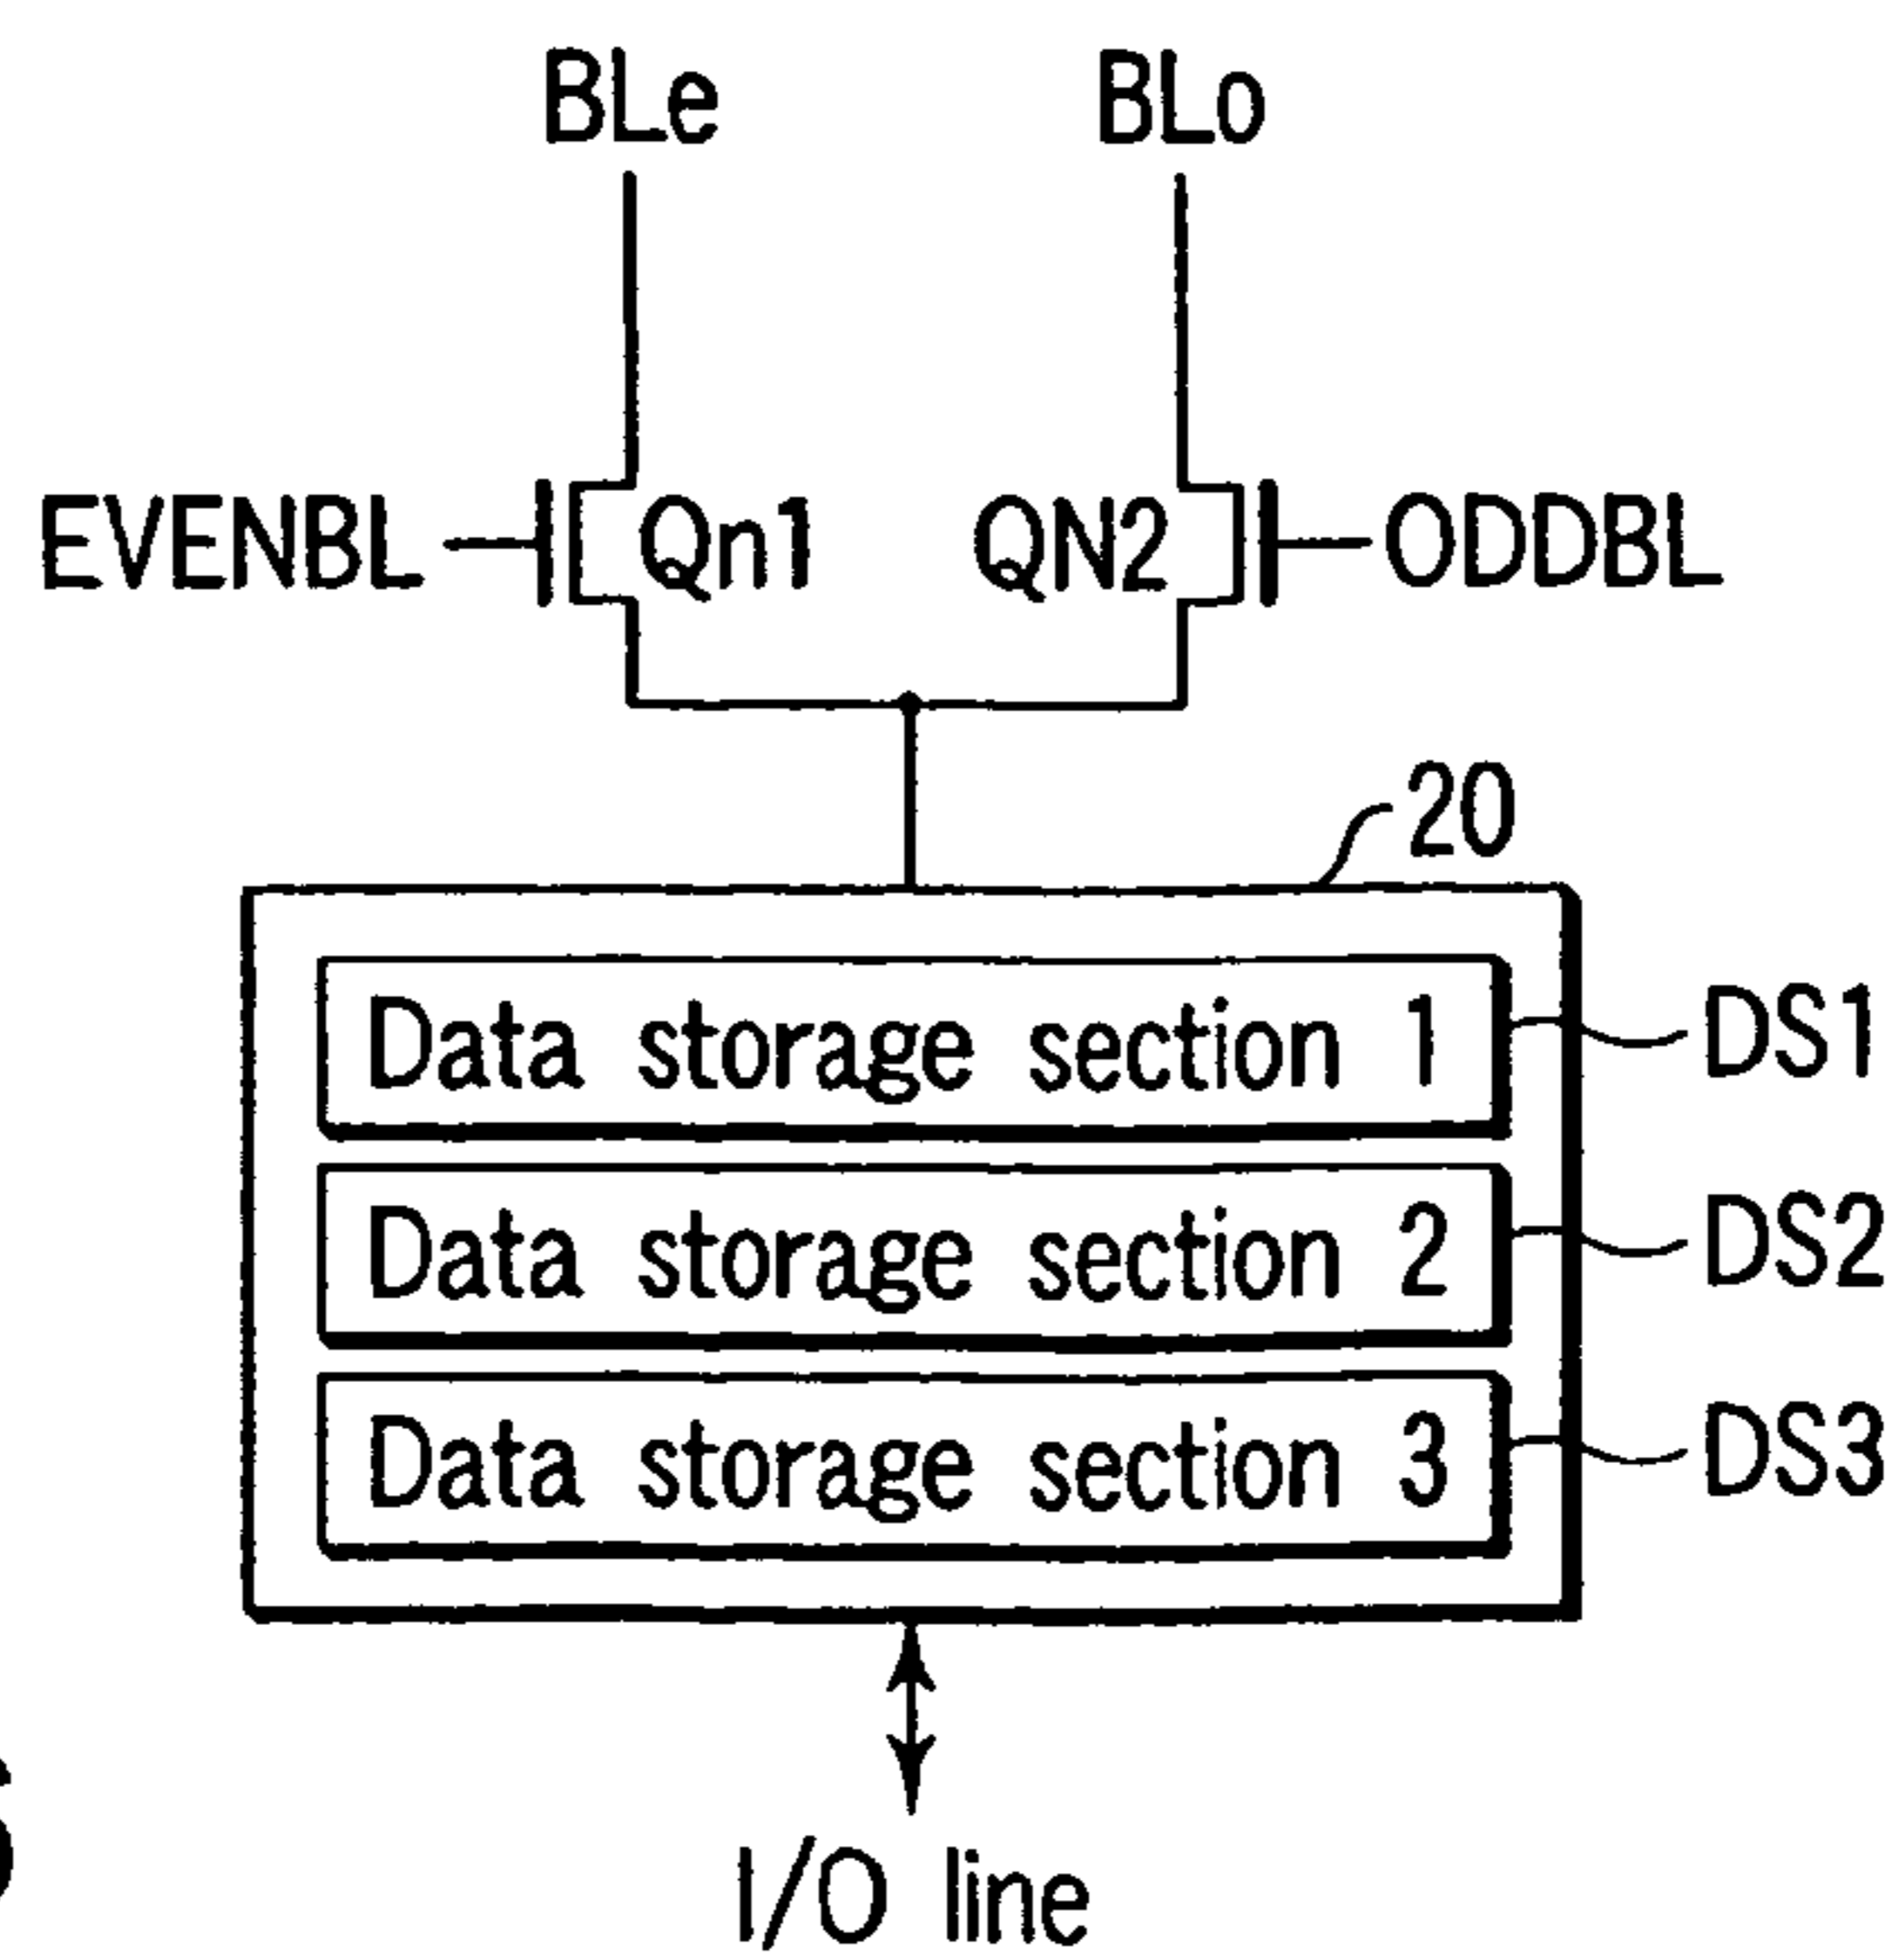 BLe BLo
EVENBL Qn1 QN2 ODDBL
20
Data storage section 1 DS1
Data storage section 2 DS2
Data storage section 3 DS3
I/O line